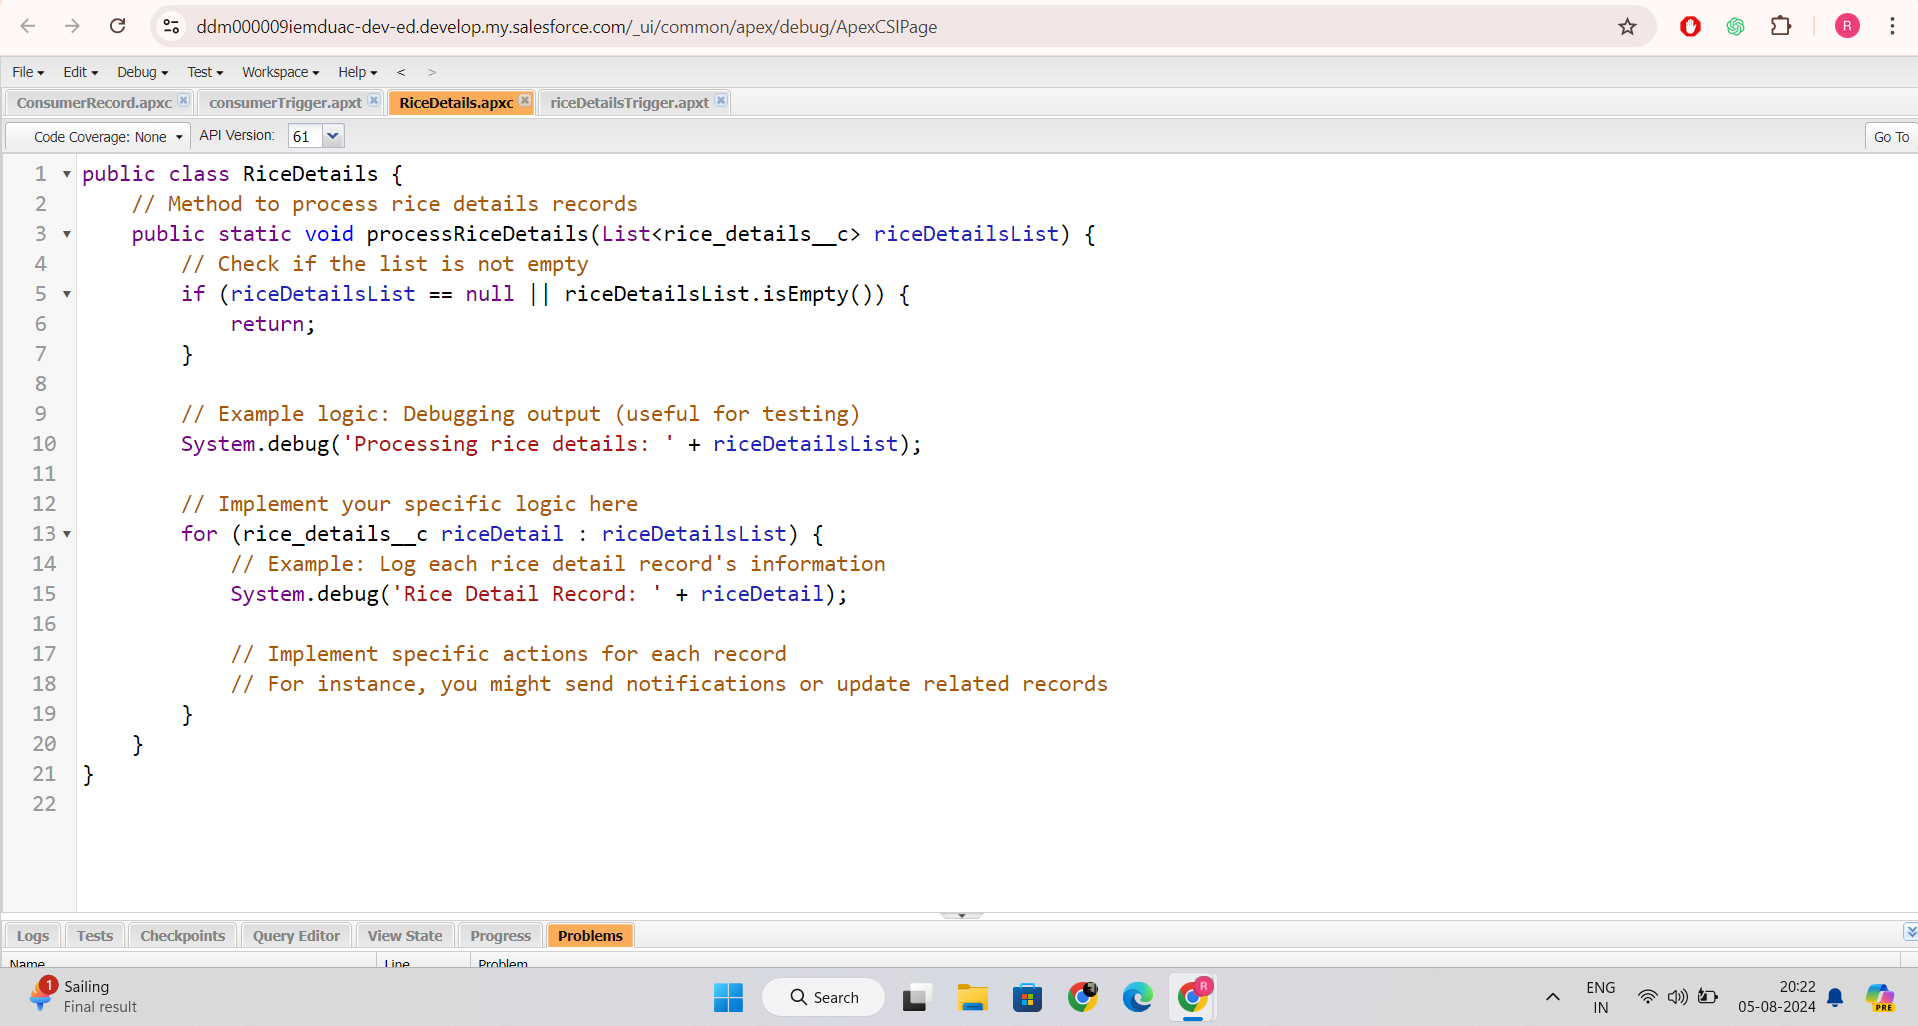 ddm000009iemduac-dev-ed.develop.my.salesforce.com/_ui/common/apex/debug/ApexCSIPage
R
File Edit Debug Test Workspace Help < >
ConsumerRecord.apxc consumerTrigger.apxt RiceDetails.apxc riceDetailsTrigger.apxt
Code Coverage: None API Version: 61 Go To
1 public class RiceDetails {
2 // Method to process rice details records
3 public static void processRiceDetails(List<rice_details__c> riceDetailsList) {
4 // Check if the list is not empty
5 if (riceDetailsList == null || riceDetailsList.isEmpty()) {
6 return;
7 }
8
9 // Example logic: Debugging output (useful for testing)
10 System.debug('Processing rice details: ' + riceDetailsList);
11
12 // Implement your specific logic here
13 for (rice_details__c riceDetail : riceDetailsList) {
14 // Example: Log each rice detail record's information
15 System.debug('Rice Detail Record: ' + riceDetail);
16
17 // Implement specific actions for each record
18 // For instance, you might send notifications or update related records
19 }
20 }
21 }
22
Logs Tests Checkpoints Query Editor View State Progress Problems
Name Line Problem
1 Sailing
Final result
Search
R
ENG
IN
20:22
05-08-2024
PRE